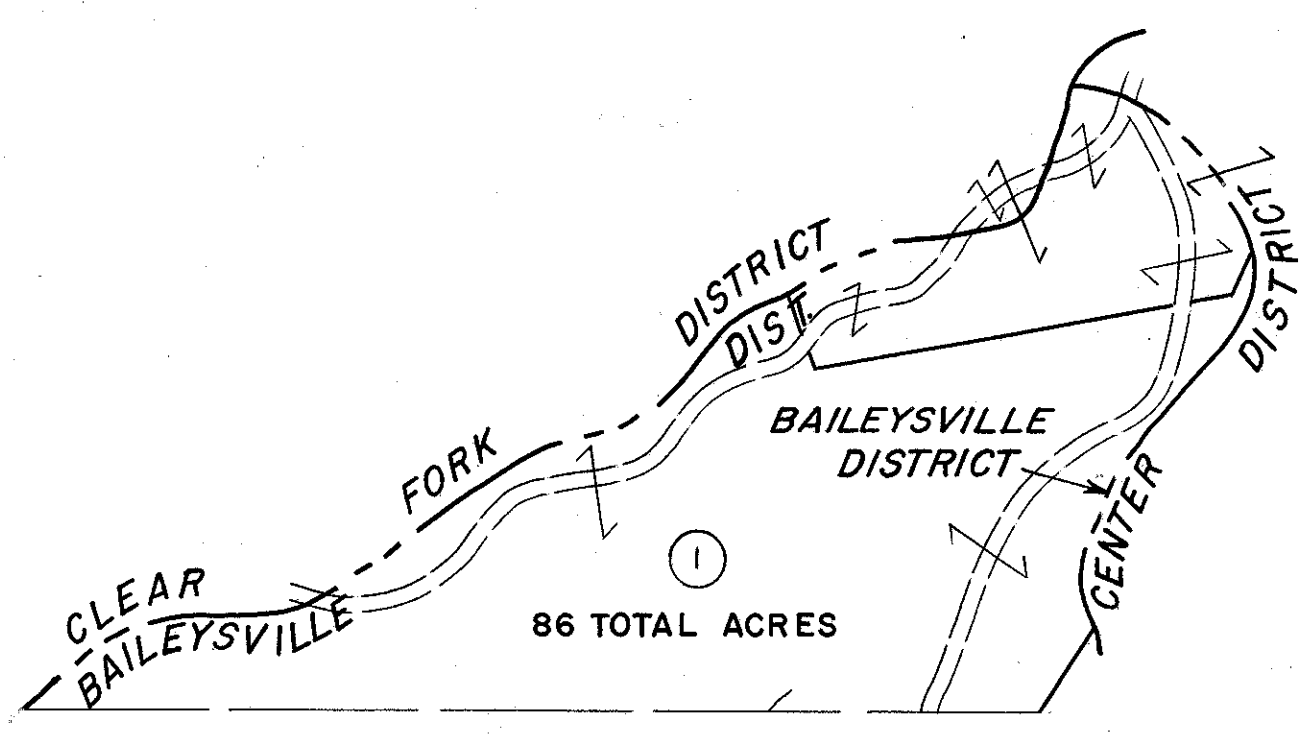 CLEAR FORK DISTRICT
BAILEYSVILLE DIST.
BAILEYSVILLE
DISTRICT
CENTER DISTRICT
1
86 TOTAL ACRES